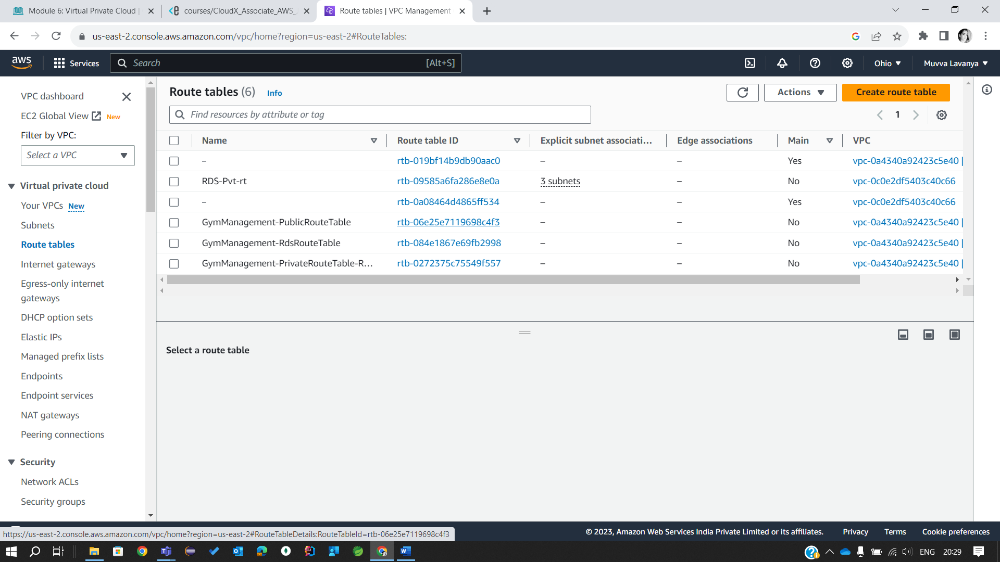 Module 6: Virtual Private Cloud |
courses/CloudX_Associate_AWS_
Route tables | VPC Management
us-east-2.console.aws.amazon.com/vpc/home?region=us-east-2#RouteTables:
aws
Services
Search
[Alt+S]
Ohio
Muvva Lavanya
VPC dashboard
EC2 Global View
New
Filter by VPC:
Select a VPC
Virtual private cloud
Your VPCs New
Subnets
Route tables
Internet gateways
Egress-only internet
gateways
DHCP option sets
Elastic IPs
Managed prefix lists
Endpoints
Endpoint services
NAT gateways
Peering connections
Security
Network ACLs
Security groups
Route tables (6) Info
Actions
Create route table
Find resources by attribute or tag
1
Name Route table ID Explicit subnet associati... Edge associations Main VPC
– rtb-019bf14b9db90aac0 – – Yes vpc-0a4340a92423c5e40 |
RDS-Pvt-rt rtb-09585a6fa286e8e0a 3 subnets – No vpc-0c0e2df5403c40c66
– rtb-0a08464d4865ff534 – – Yes vpc-0c0e2df5403c40c66
GymManagement-PublicRouteTable rtb-06e25e7119698c4f3 – – No vpc-0a4340a92423c5e40 |
GymManagement-RdsRouteTable rtb-084e1867e69fb2998 – – No vpc-0a4340a92423c5e40 |
GymManagement-PrivateRouteTable-R... rtb-0272375c75549f557 – – No vpc-0a4340a92423c5e40 |
Select a route table
https://us-east-2.console.aws.amazon.com/vpc/home?region=us-east-2#RouteTableDetails:RouteTableId=rtb-06e25e7119698c4f3
© 2023, Amazon Web Services India Private Limited or its affiliates. Privacy Terms Cookie preferences
ENG 20:29